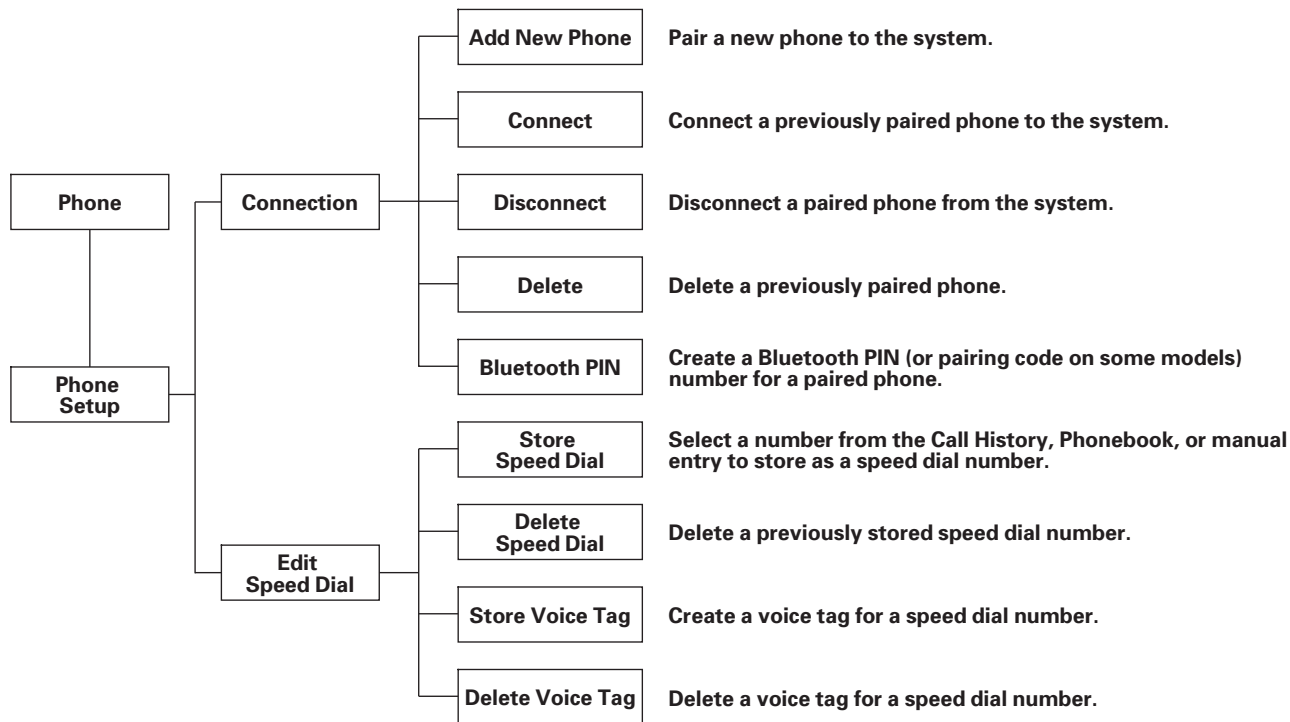 Add New Phone
Pair a new phone to the system.
Connect
Connect a previously paired phone to the system.
Phone
Connection
Disconnect
Disconnect a paired phone from the system.
Delete
Delete a previously paired phone.
Phone
Setup
Bluetooth PIN
Create a Bluetooth PIN (or pairing code on some models)
number for a paired phone.
Store
Speed Dial
Select a number from the Call History, Phonebook, or manual
entry to store as a speed dial number.
Delete
Speed Dial
Delete a previously stored speed dial number.
Edit
Speed Dial
Store Voice Tag
Create a voice tag for a speed dial number.
Delete Voice Tag
Delete a voice tag for a speed dial number.